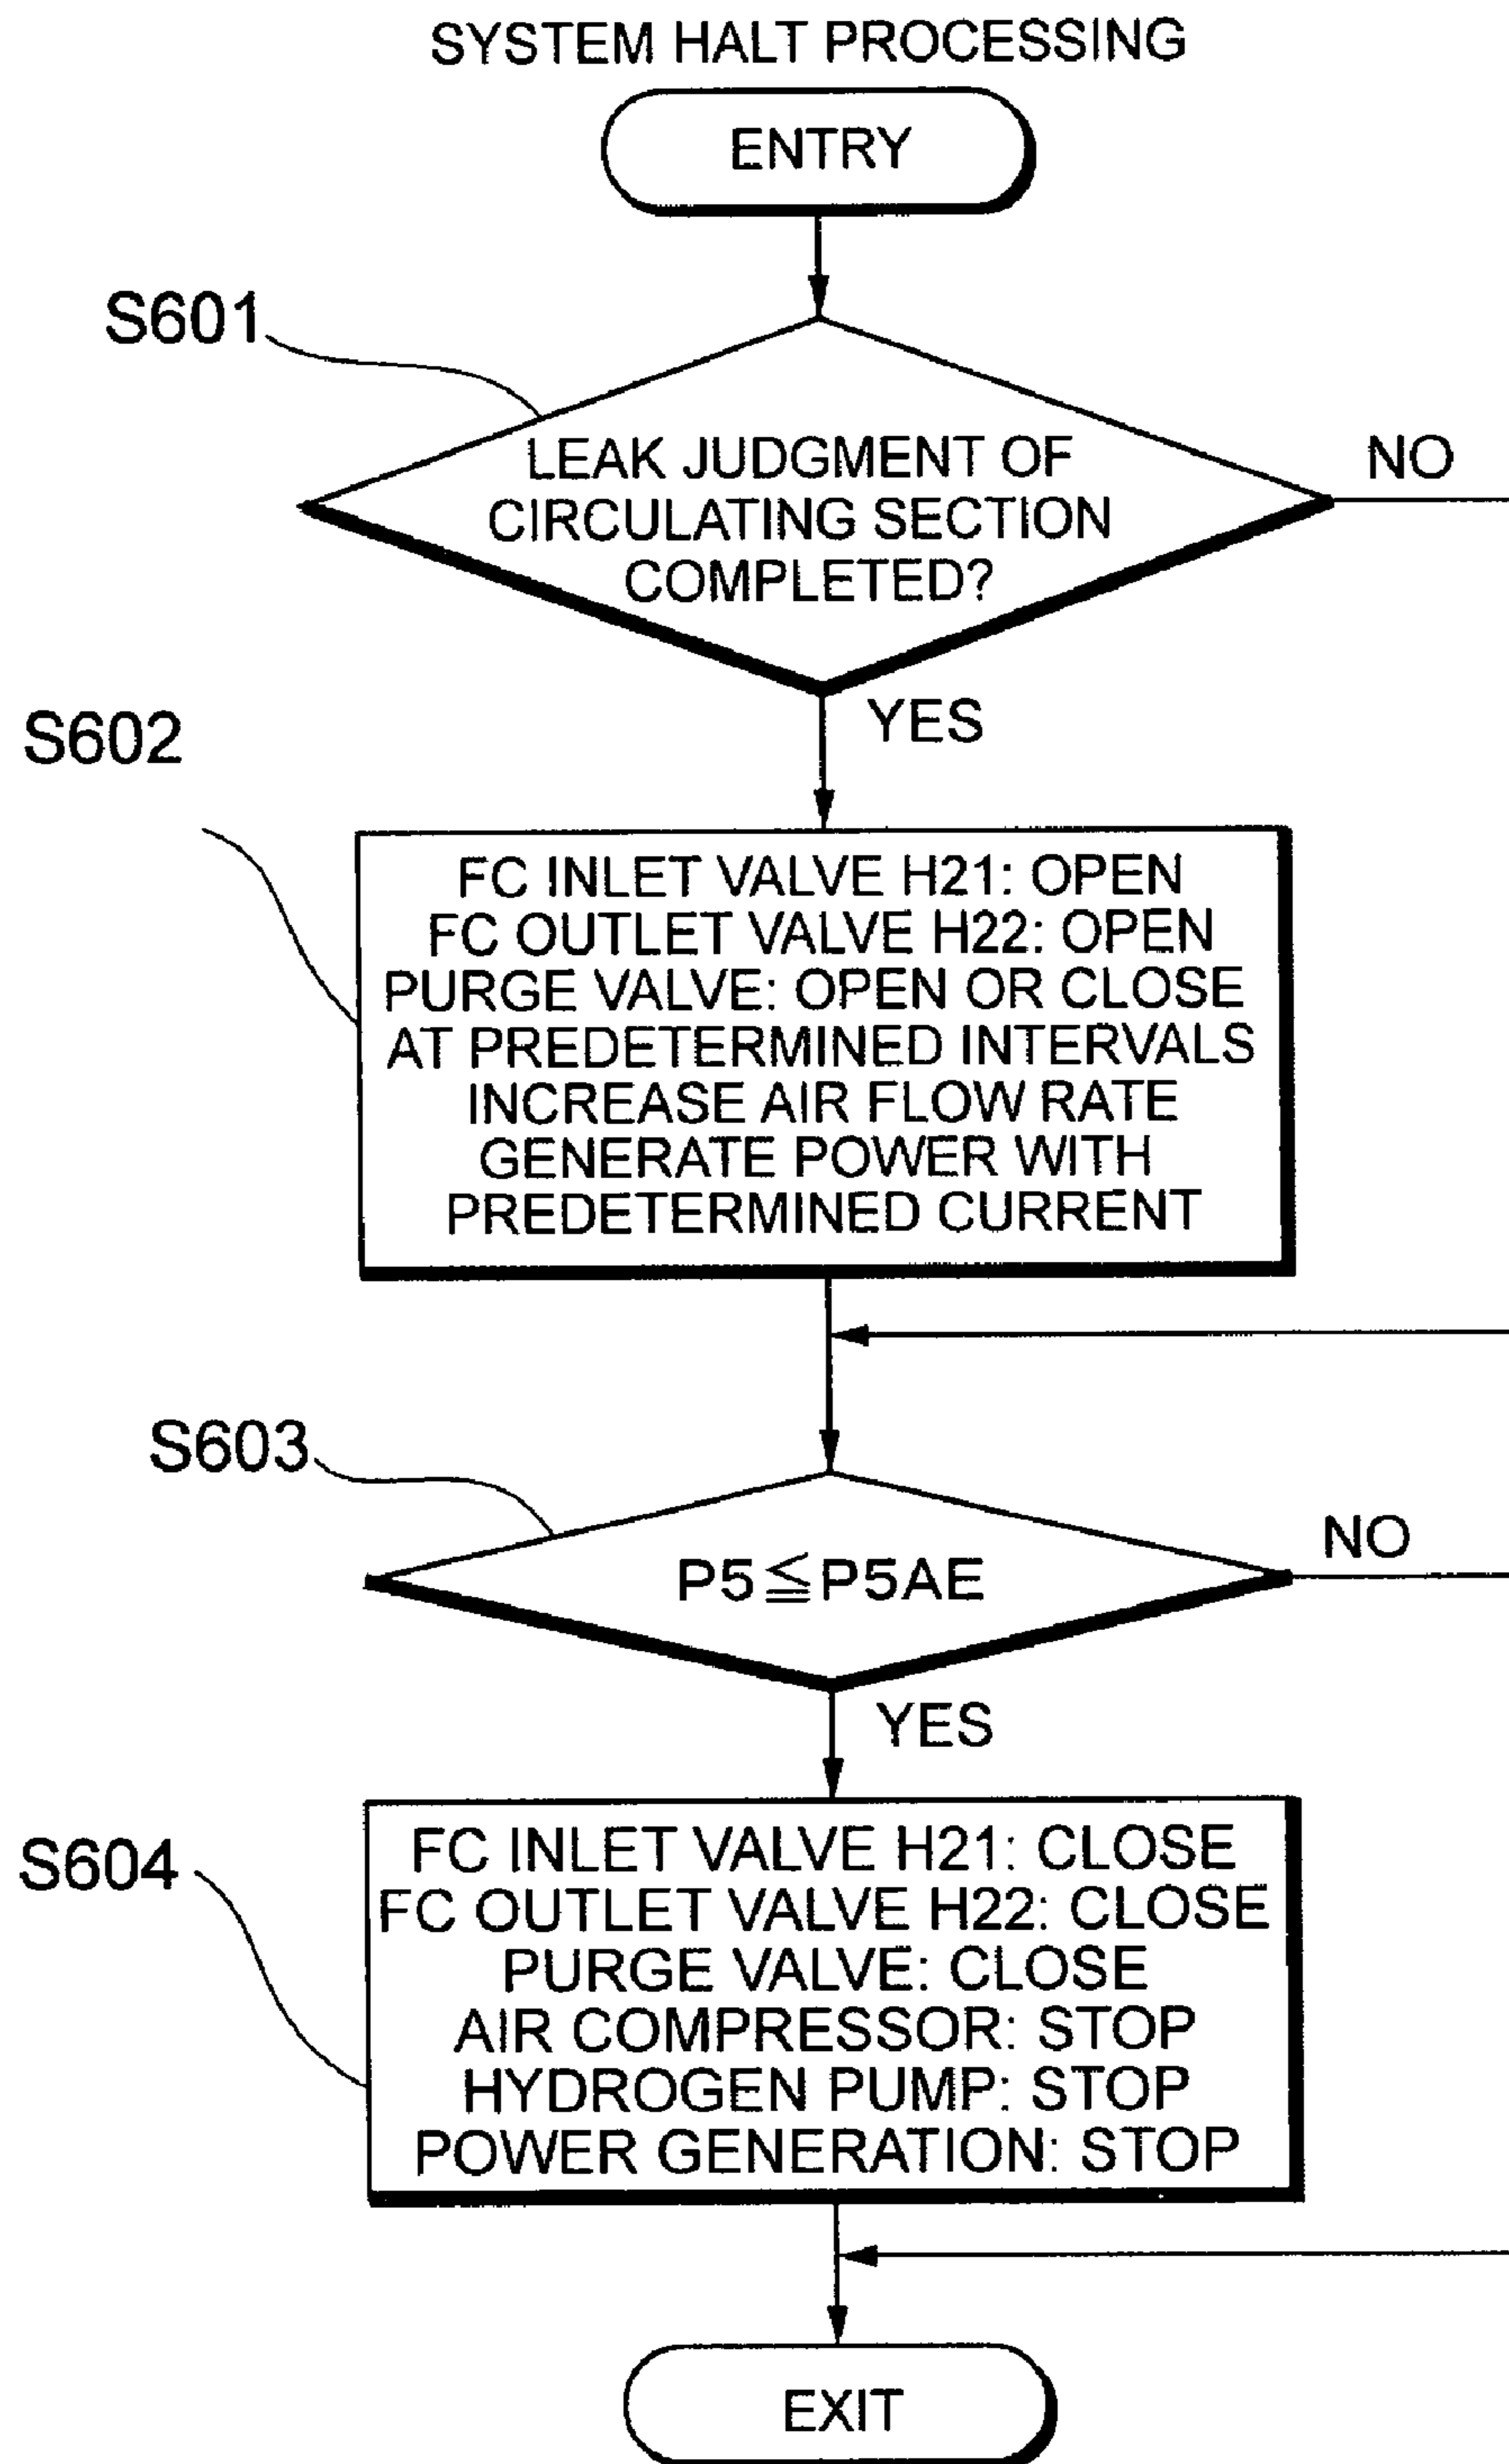 SYSTEM HALT PROCESSING
ENTRY
S601
LEAK JUDGMENT OF
CIRCULATING SECTION
COMPLETED?
NO
YES
S602
FC INLET VALVE H21: OPEN
FC OUTLET VALVE H22: OPEN
PURGE VALVE: OPEN OR CLOSE
AT PREDETERMINED INTERVALS
INCREASE AIR FLOW RATE
GENERATE POWER WITH
PREDETERMINED CURRENT
S603
P5≦P5AE
NO
YES
S604
FC INLET VALVE H21: CLOSE
FC OUTLET VALVE H22: CLOSE
PURGE VALVE: CLOSE
AIR COMPRESSOR: STOP
HYDROGEN PUMP: STOP
POWER GENERATION: STOP
EXIT